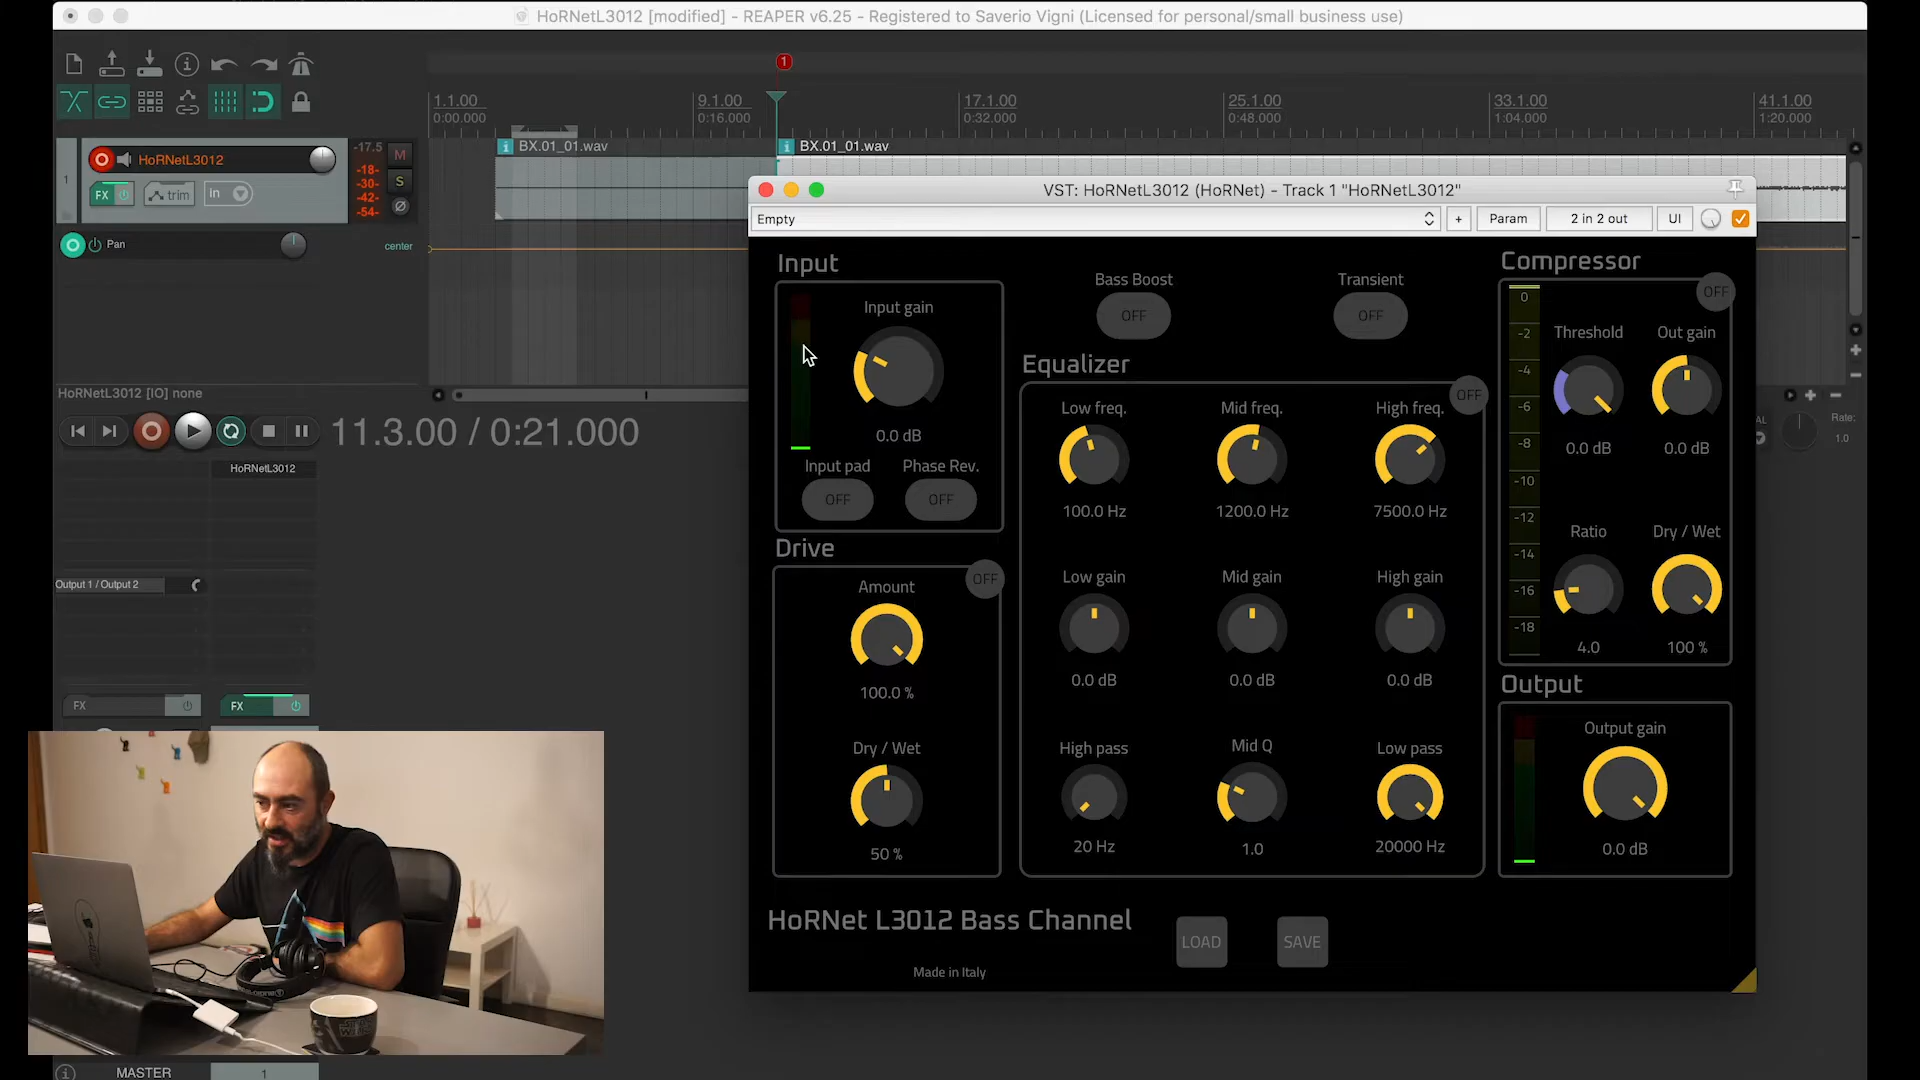 HoRNetL3012 [modified] - REAPER v6.25 - Registered to Saverio Vigni (Licensed for personal/small business use)
1
1.1.00
0:00.000
9.1.00
0:16.000
17.1.00
0:32.000
25.1.00
0:48.000
33.1.00
1:04.000
41.1.00
1:20.000
BX.01_01.wav
BX.01_01.wav
1
HoRNetL3012
-17.5
-18-
-30-
-42-
-54-
M
S
FX
trim
In
Pan
center
VST: HoRNetL3012 (HoRNet) - Track 1 "HoRNetL3012"
Empty
+
Param
2 in 2 out
UI
Input
Input gain
0.0 dB
Input pad
OFF
Phase Rev.
OFF
Drive
OFF
Amount
100.0 %
Dry / Wet
50 %
Bass Boost
OFF
Transient
OFF
Equalizer
OFF
Low freq.
Mid freq.
High freq.
100.0 Hz
1200.0 Hz
7500.0 Hz
Low gain
Mid gain
High gain
0.0 dB
0.0 dB
0.0 dB
High pass
Mid Q
Low pass
20 Hz
1.0
20000 Hz
Compressor
OFF
0
-2
-4
-6
-8
-10
-12
-14
-16
-18
Threshold
Out gain
0.0 dB
0.0 dB
Ratio
Dry / Wet
4.0
100 %
Output
Output gain
0.0 dB
HoRNet L3012 Bass Channel
Made in Italy
LOAD
SAVE
HoRNetL3012 [IO] none
11.3.00 / 0:21.000
Rate:
1.0
HoRNetL3012
Output 1 / Output 2
FX
FX
MASTER
1